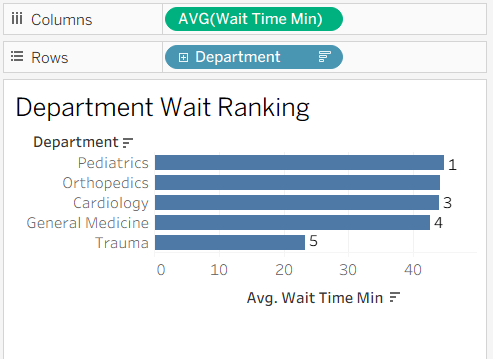 Columns AVG(Wait Time Min)
Rows Department
Department Wait Ranking
Department
Pediatrics 1
Orthopedics
Cardiology 3
General Medicine 4
Trauma 5
0 10 20 30 40
Avg. Wait Time Min